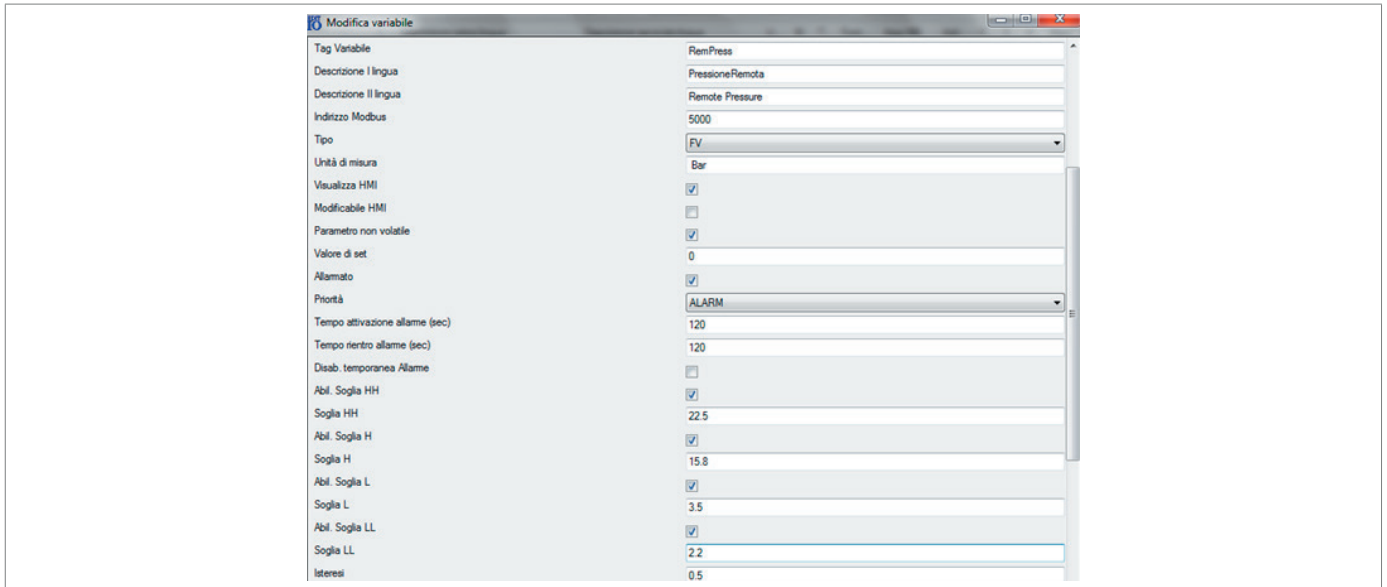 Modifica variabile
Tag Variabile RemPress
Descrizione I lingua PressioneRemota
Descrizione II lingua Remote Pressure
Indirizzo Modbus 5000
Tipo FV
Unità di misura Bar
Visualizza HMI
Modificabile HMI
Parametro non volatile
Valore di set 0
Allarmato
Priorità ALARM
Tempo attivazione allarme (sec) 120
Tempo rientro allarme (sec) 120
Disab. temporanea Allarme
Abil. Soglia HH
Soglia HH 22.5
Abil. Soglia H
Soglia H 15.8
Abil. Soglia L
Soglia L 3.5
Abil. Soglia LL
Soglia LL 2.2
Isteresi 0.5